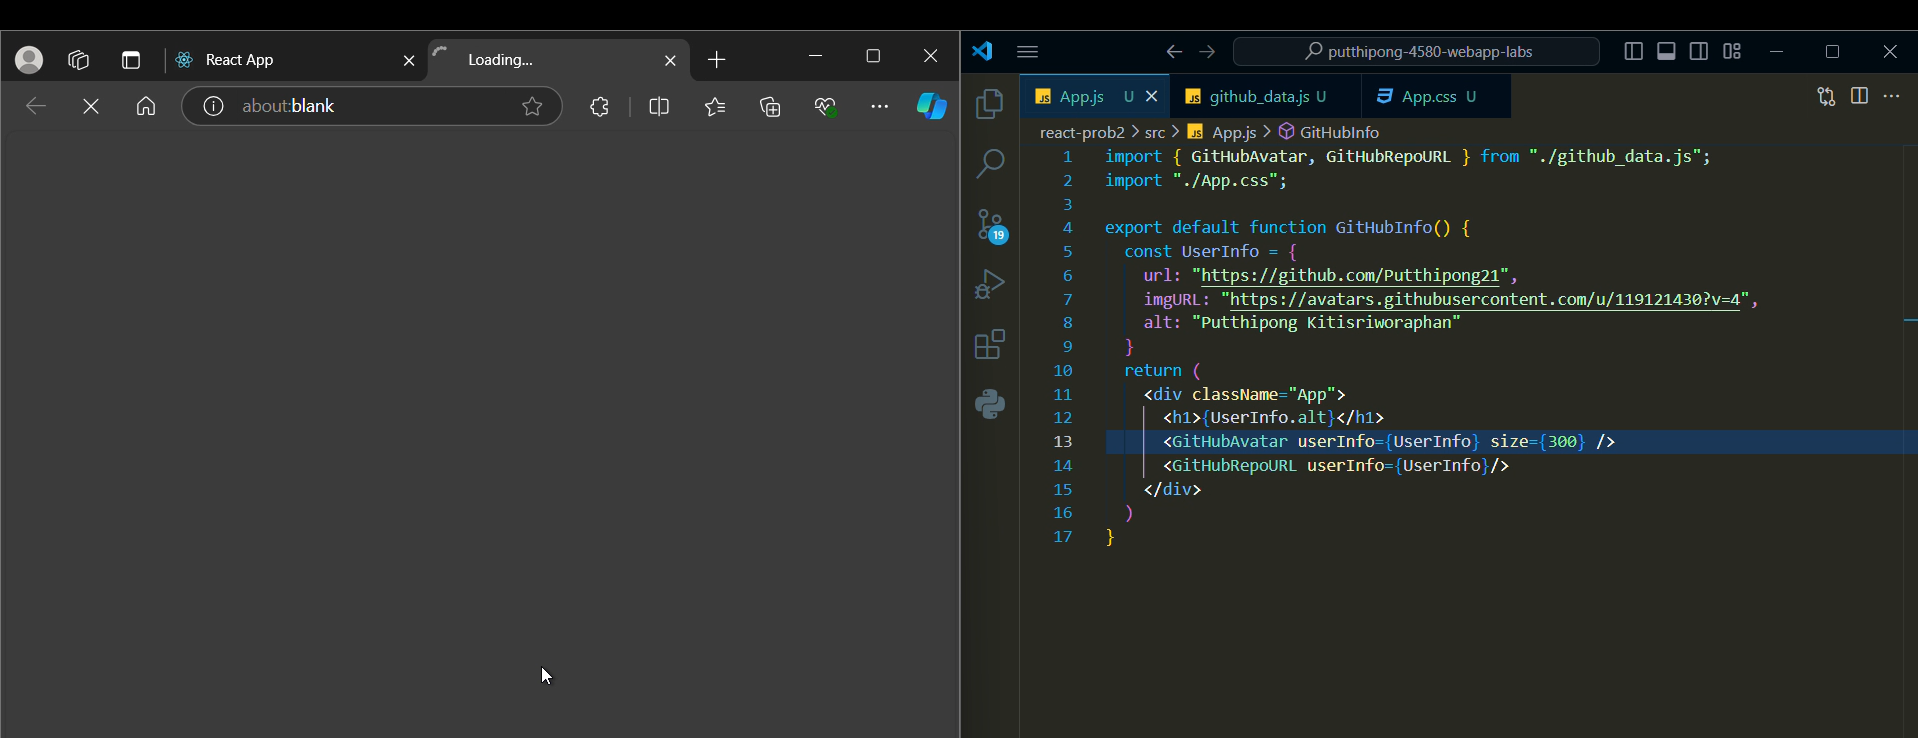 React App
Loading...
about:blank
putthipong-4580-webapp-labs
App.js U
github_data.js U
App.css U
react-prob2 > src > JS App.js > GitHubInfo
19
1 import { GitHubAvatar, GitHubRepoURL } from "./github_data.js";
2 import "./App.css";
3
4 export default function GitHubInfo() {
5 const UserInfo = {
6 url: "https://github.com/Putthipong21",
7 imgURL: "https://avatars.githubusercontent.com/u/119121430?v=4",
8 alt: "Putthipong Kitisriworaphan"
9 }
10 return (
11 <div className="App">
12 <h1>{UserInfo.alt}</h1>
13 <GitHubAvatar userInfo={UserInfo} size={300} />
14 <GitHubRepoURL userInfo={UserInfo}/>
15 </div>
16 )
17 }